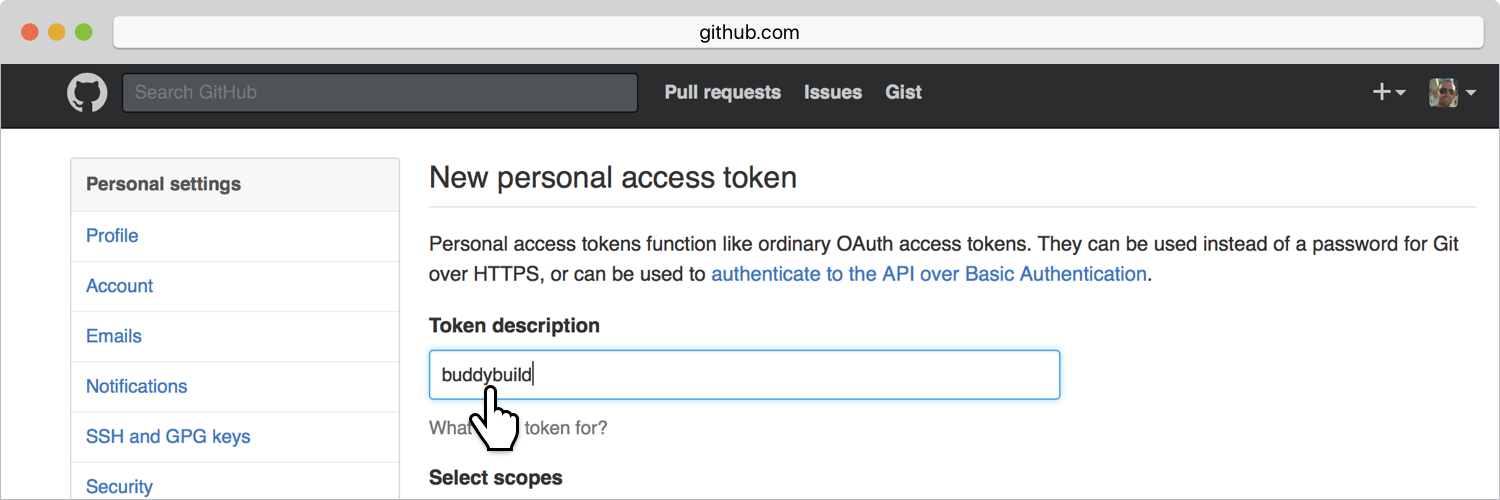 github.com
Search GitHub
Pull requests Issues Gist
Personal settings
Profile
Account
Emails
Notifications
SSH and GPG keys
Security
New personal access token
Personal access tokens function like ordinary OAuth access tokens. They can be used instead of a password for Git
over HTTPS, or can be used to authenticate to the API over Basic Authentication.
Token description
buddybuild
What token for?
Select scopes